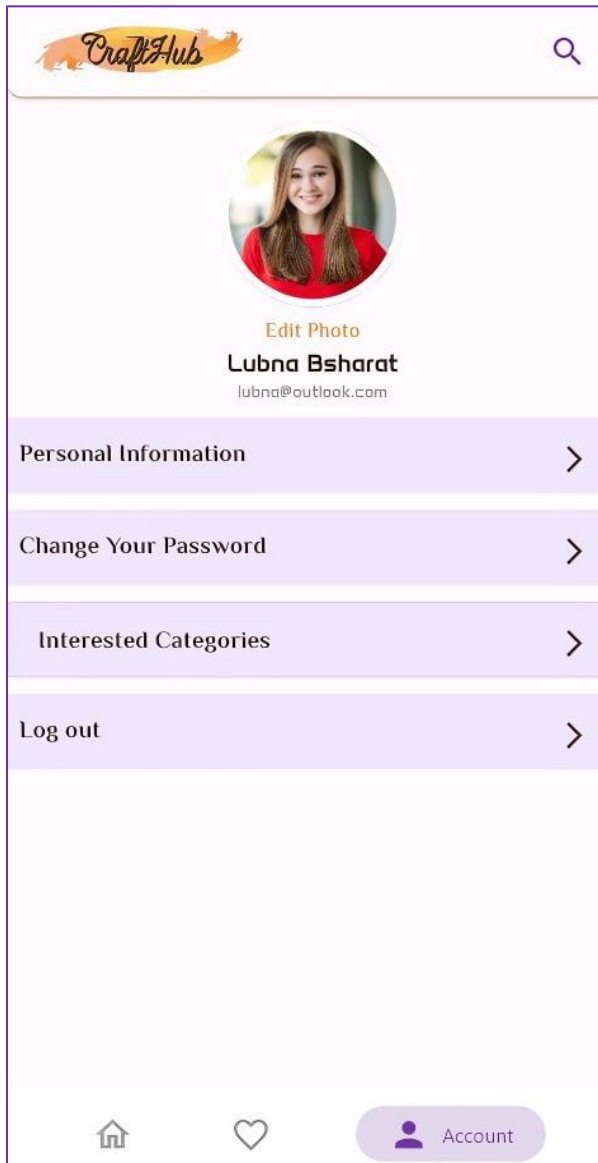 CraftHub
Edit Photo
Lubna Bsharat
lubna@outlook.com
Personal Information
Change Your Password
Interested Categories
Log out
Account